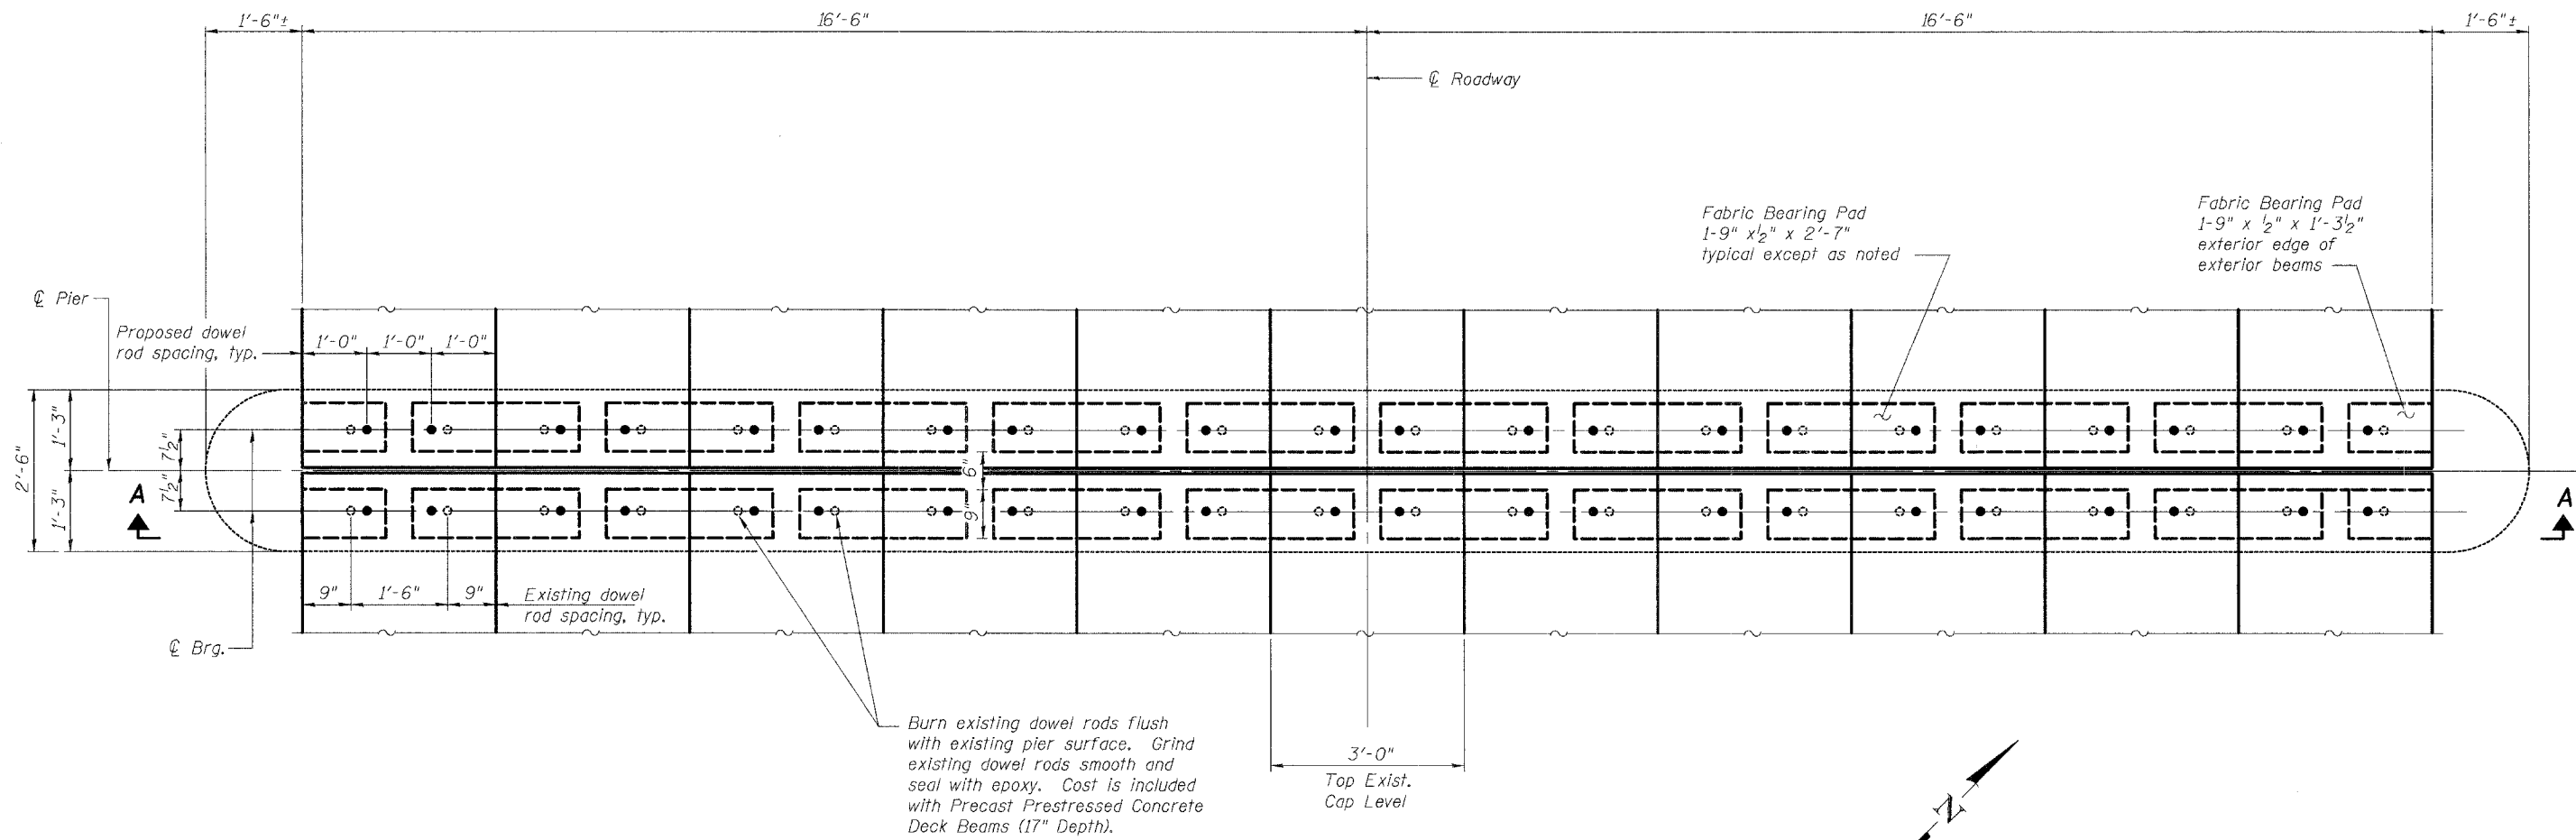 1'-6"±
16'-6"
16'-6"
1'-6"±
℄ Roadway
Fabric Bearing Pad
1-9" x ½" x 2'-7"
typical except as noted
Fabric Bearing Pad
1-9" x ½" x 1'-3½"
exterior edge of
exterior beams
℄ Pier
Proposed dowel
rod spacing, typ.
1'-0"
1'-0"
1'-0"
2'-6"
1'-3"
1'-3"
7½"
7½"
6"
9"
A
A
9"
1'-6"
9"
Existing dowel
rod spacing, typ.
℄ Brg.
Burn existing dowel rods flush
with existing pier surface. Grind
existing dowel rods smooth and
seal with epoxy. Cost is included
with Precast Prestressed Concrete
Deck Beams (17" Depth).
3'-0"
Top Exist.
Cap Level
N